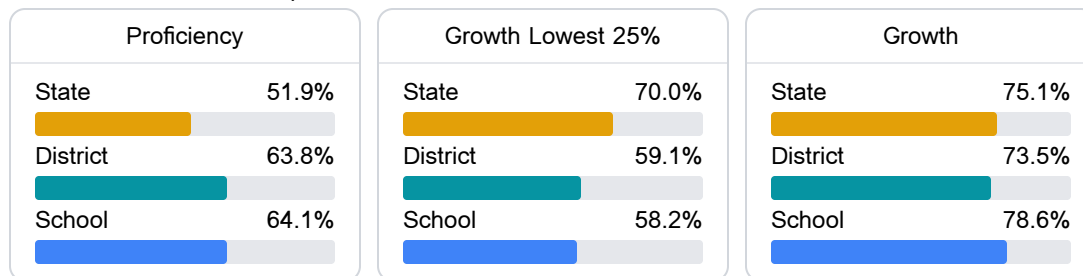 Proficiency
State 51.9%
District 63.8%
School 64.1%
Growth Lowest 25%
State 70.0%
District 59.1%
School 58.2%
Growth
State 75.1%
District 73.5%
School 78.6%